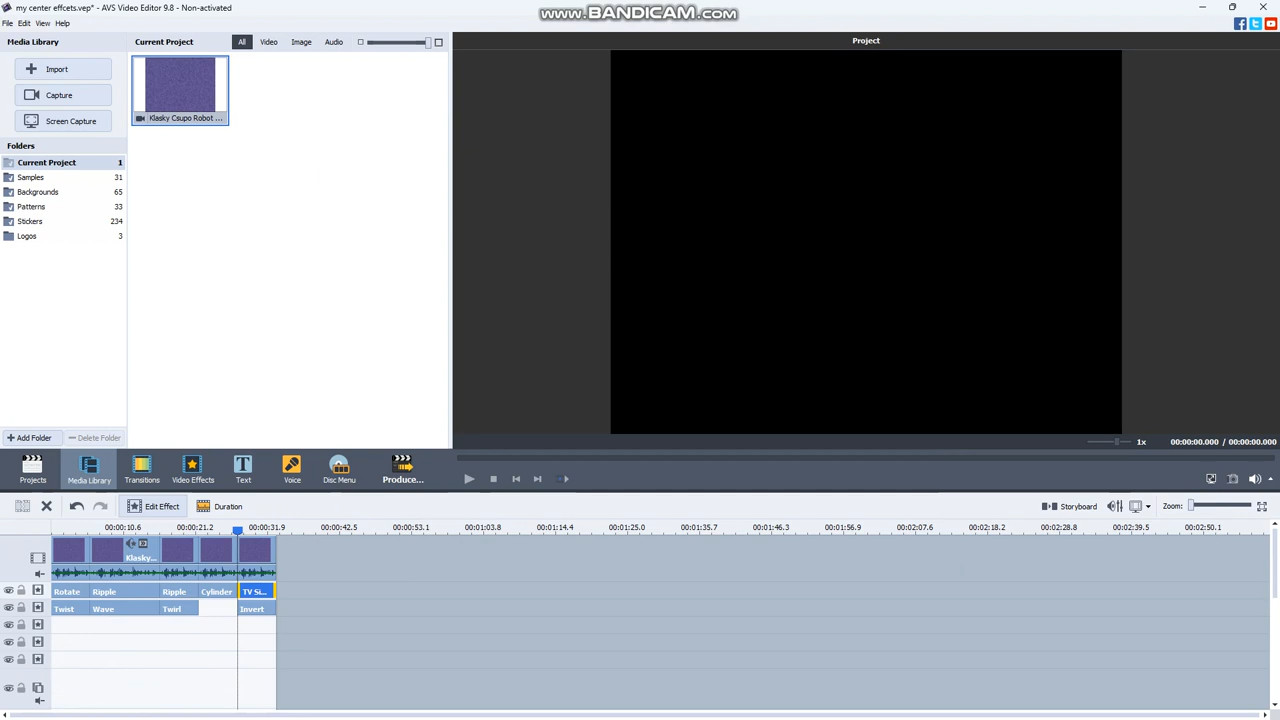 my center effcets.vep* - AVS Video Editor 9.8 - Non-activated
www.BANDICAM.com
File Edit View Help
Media Library
Current Project
All Video Image Audio
Project
Import
Capture
Screen Capture
Klasky Csupo Robot ...
Folders
Current Project 1
Samples 31
Backgrounds 65
Patterns 33
Stickers 234
Logos 3
+ Add Folder
− Delete Folder
1x
00:00:00.000 / 00:00:00.000
Projects
Media Library
Transitions
Video Effects
Text
Voice
Disc Menu
Produce...
Edit Effect
Duration
Storyboard
Zoom:
00:00:10.6 00:00:21.2 00:00:31.9 00:00:42.5 00:00:53.1 00:01:03.8 00:01:14.4 00:01:25.0 00:01:35.7 00:01:46.3 00:01:56.9 00:02:07.6 00:02:18.2 00:02:28.8 00:02:39.5 00:02:50.1
Klasky...
Rotate Ripple Ripple Cylinder TV Si...
Twist Wave Twirl Invert